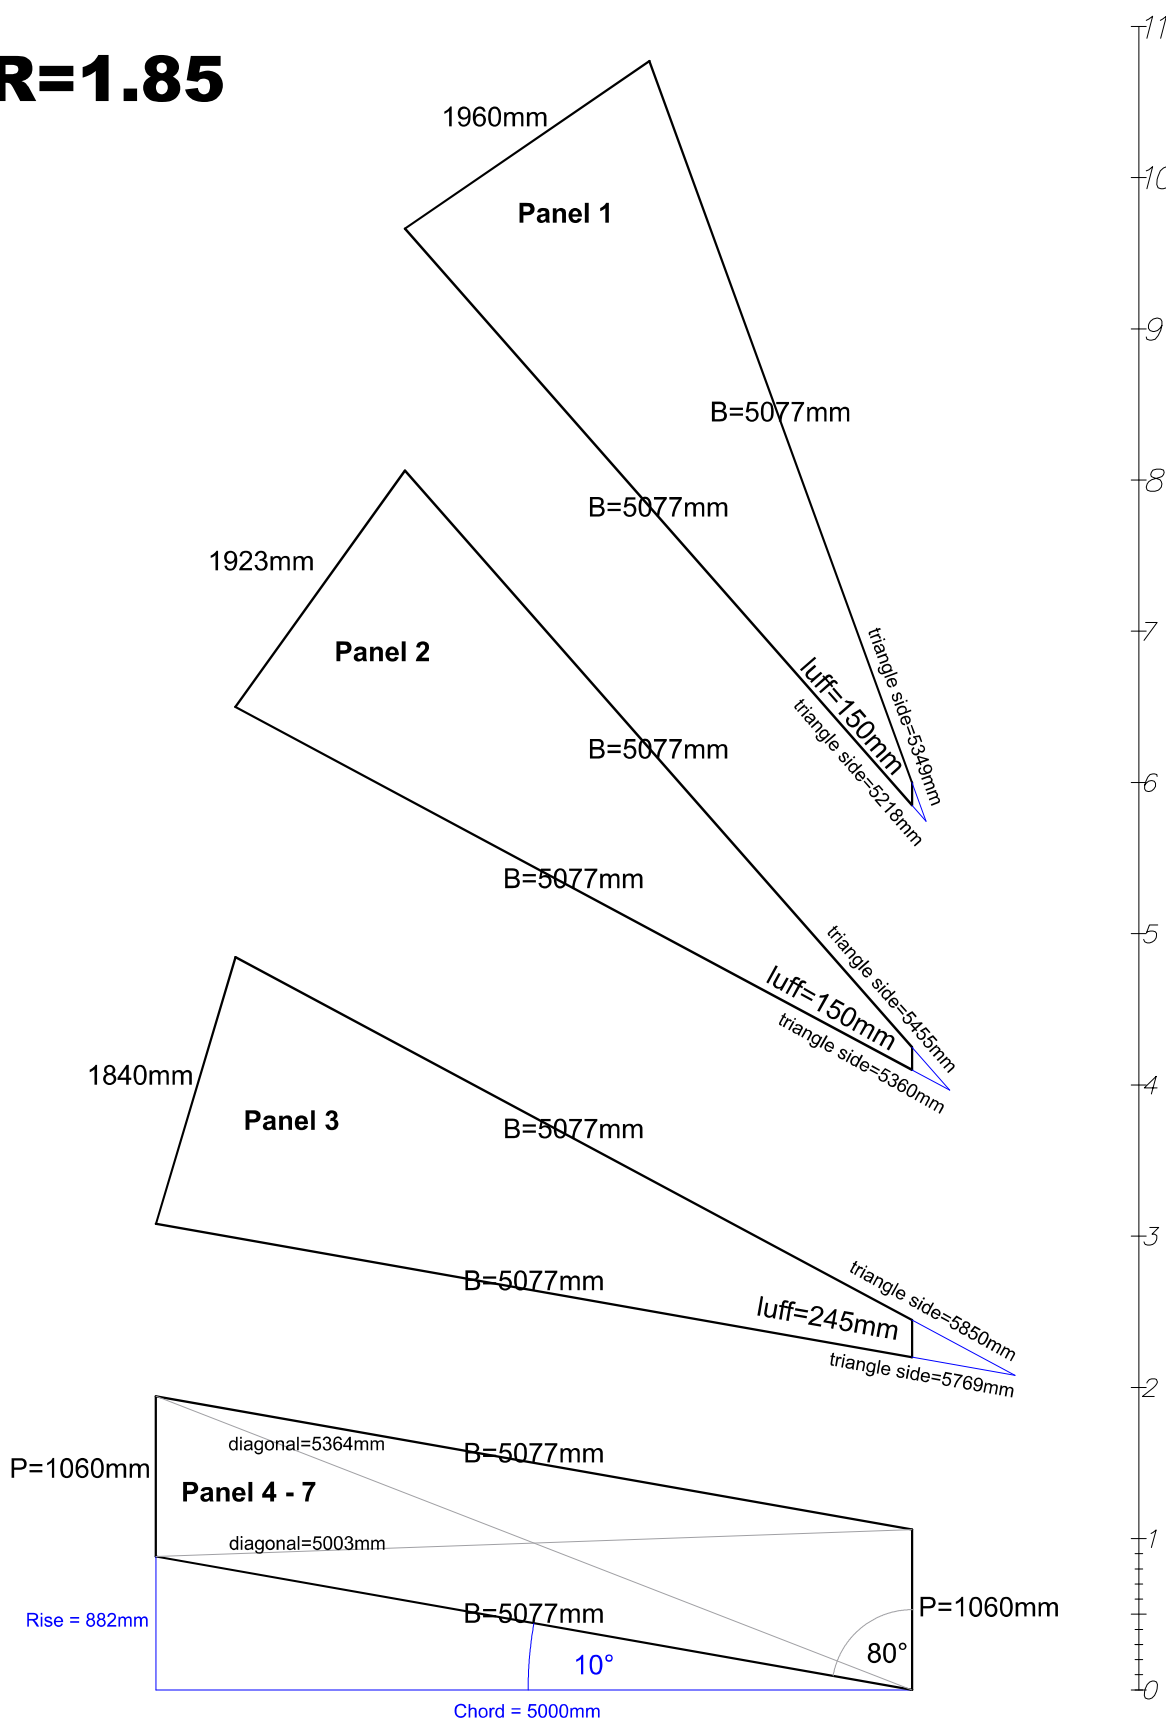 R=1.85
11
1960mm
10
Panel 1
9
B=5077mm
8
B=5077mm
1923mm
7
Panel 2
triangle side=5349mm
luff=150mm
triangle side=5218mm
B=5077mm
6
B=5077mm
5
triangle side=5455mm
luff=150mm
triangle side=5360mm
1840mm
4
Panel 3
B=5077mm
3
B=5077mm
triangle side=5850mm
luff=245mm
triangle side=5769mm
2
diagonal=5364mm
B=5077mm
P=1060mm
Panel 4 - 7
1
diagonal=5003mm
B=5077mm
P=1060mm
Rise = 882mm
80°
10°
0
Chord = 5000mm